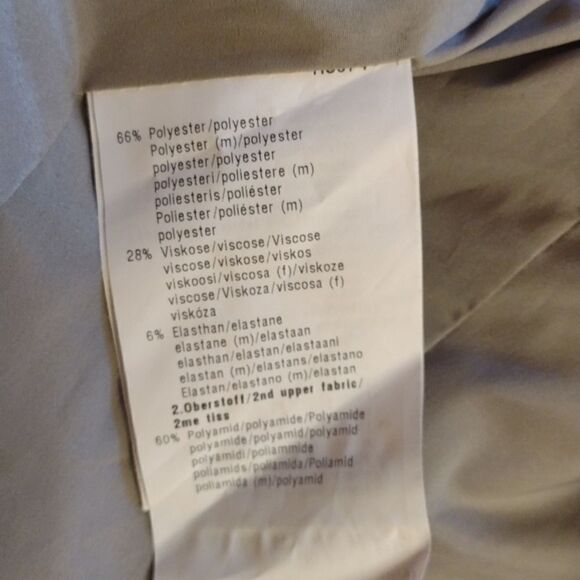 66% Polyester/polyester
Polyester (m)/polyester
polyester/polyester
polyesteri/poliestere (m)
poliesteris/poliéster
Poliester/poliéster (m)
polyester
28% Viskose/viscose/Viscose
viscose/viskose/viskos
viskoosi/viscosa (f)/viskoze
viscose/Viskoza/viscosa (f)
viskóza
6% Elasthan/elastane
elastane (m)/elastaan
elasthan/elastan/elastaani
elastan (m)/elastans/elastano
Elastan/elastano (m)/elastan
2.Oberstoff/2nd upper fabric/
2me tiss
60% Polyamid/polyamide/Polyamide
polyamide/polyamid/polyamid
polyamidi/poliammide
poliamids/poliamida/Poliamid
poliamida (m)/polyamid